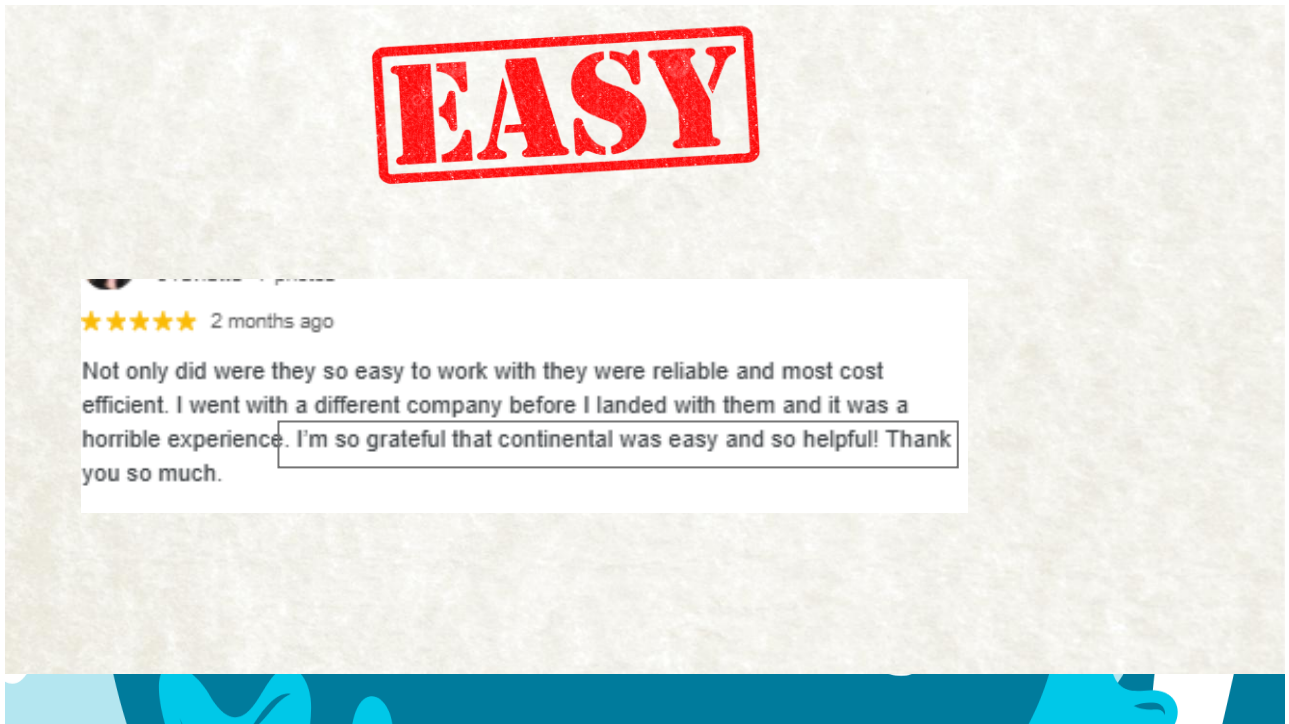 EASY
2 months ago
Not only did were they so easy to work with they were reliable and most cost
efficient. I went with a different company before I landed with them and it was a
horrible experience. I'm so grateful that continental was easy and so helpful! Thank
you so much.